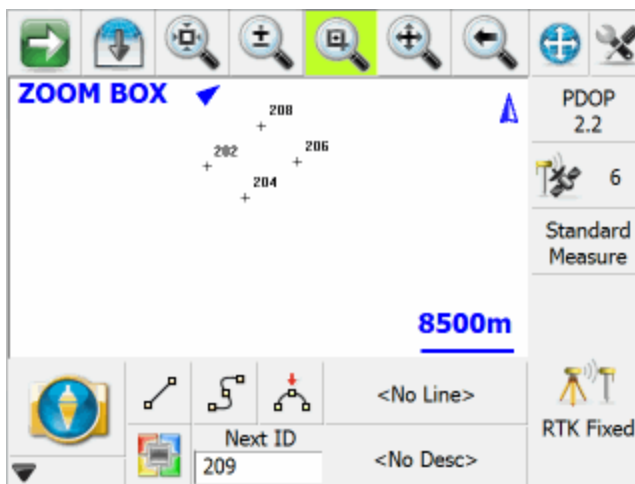 ZOOM BOX
208
202
206
204
8500m
PDOP
2.2
6
Standard
Measure
<No Line>
RTK Fixed
Next ID
209
<No Desc>